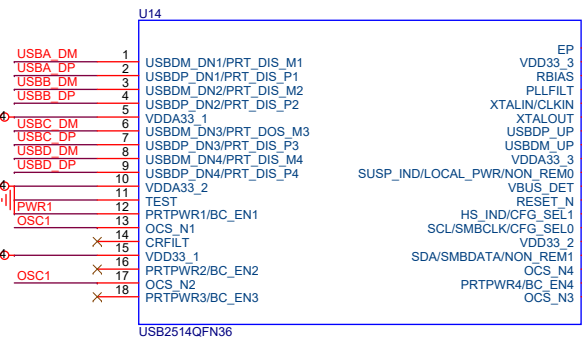 U14
USBA_DM 1 USBDM_DN1/PRT_DIS_M1
USBA_DP 2 USBDP_DN1/PRT_DIS_P1
USBB_DM 3 USBDM_DN2/PRT_DIS_M2
USBB_DP 4 USBDP_DN2/PRT_DIS_P2
5 VDDA33_1
USBC_DM 6 USBDM_DN3/PRT_DOS_M3
USBC_DP 7 USBDP_DN3/PRT_DIS_P3
USBD_DM 8 USBDM_DN4/PRT_DIS_M4
USBD_DP 9 USBDP_DN4/PRT_DIS_P4
10 VDDA33_2
11 TEST
PWR1 12 PRTPWR1/BC_EN1
OSC1 13 OCS_N1
14 CRFILT
15 VDD33_1
16 PRTPWR2/BC_EN2
OSC1 17 OCS_N2
18 PRTPWR3/BC_EN3
EP
VDD33_3
RBIAS
PLLFILT
XTALIN/CLKIN
XTALOUT
USBDP_UP
USBDM_UP
VDDA33_3
SUSP_IND/LOCAL_PWR/NON_REM0
VBUS_DET
RESET_N
HS_IND/CFG_SEL1
SCL/SMBCLK/CFG_SEL0
VDD33_2
SDA/SMBDATA/NON_REM1
OCS_N4
PRTPWR4/BC_EN4
OCS_N3
USB2514QFN36